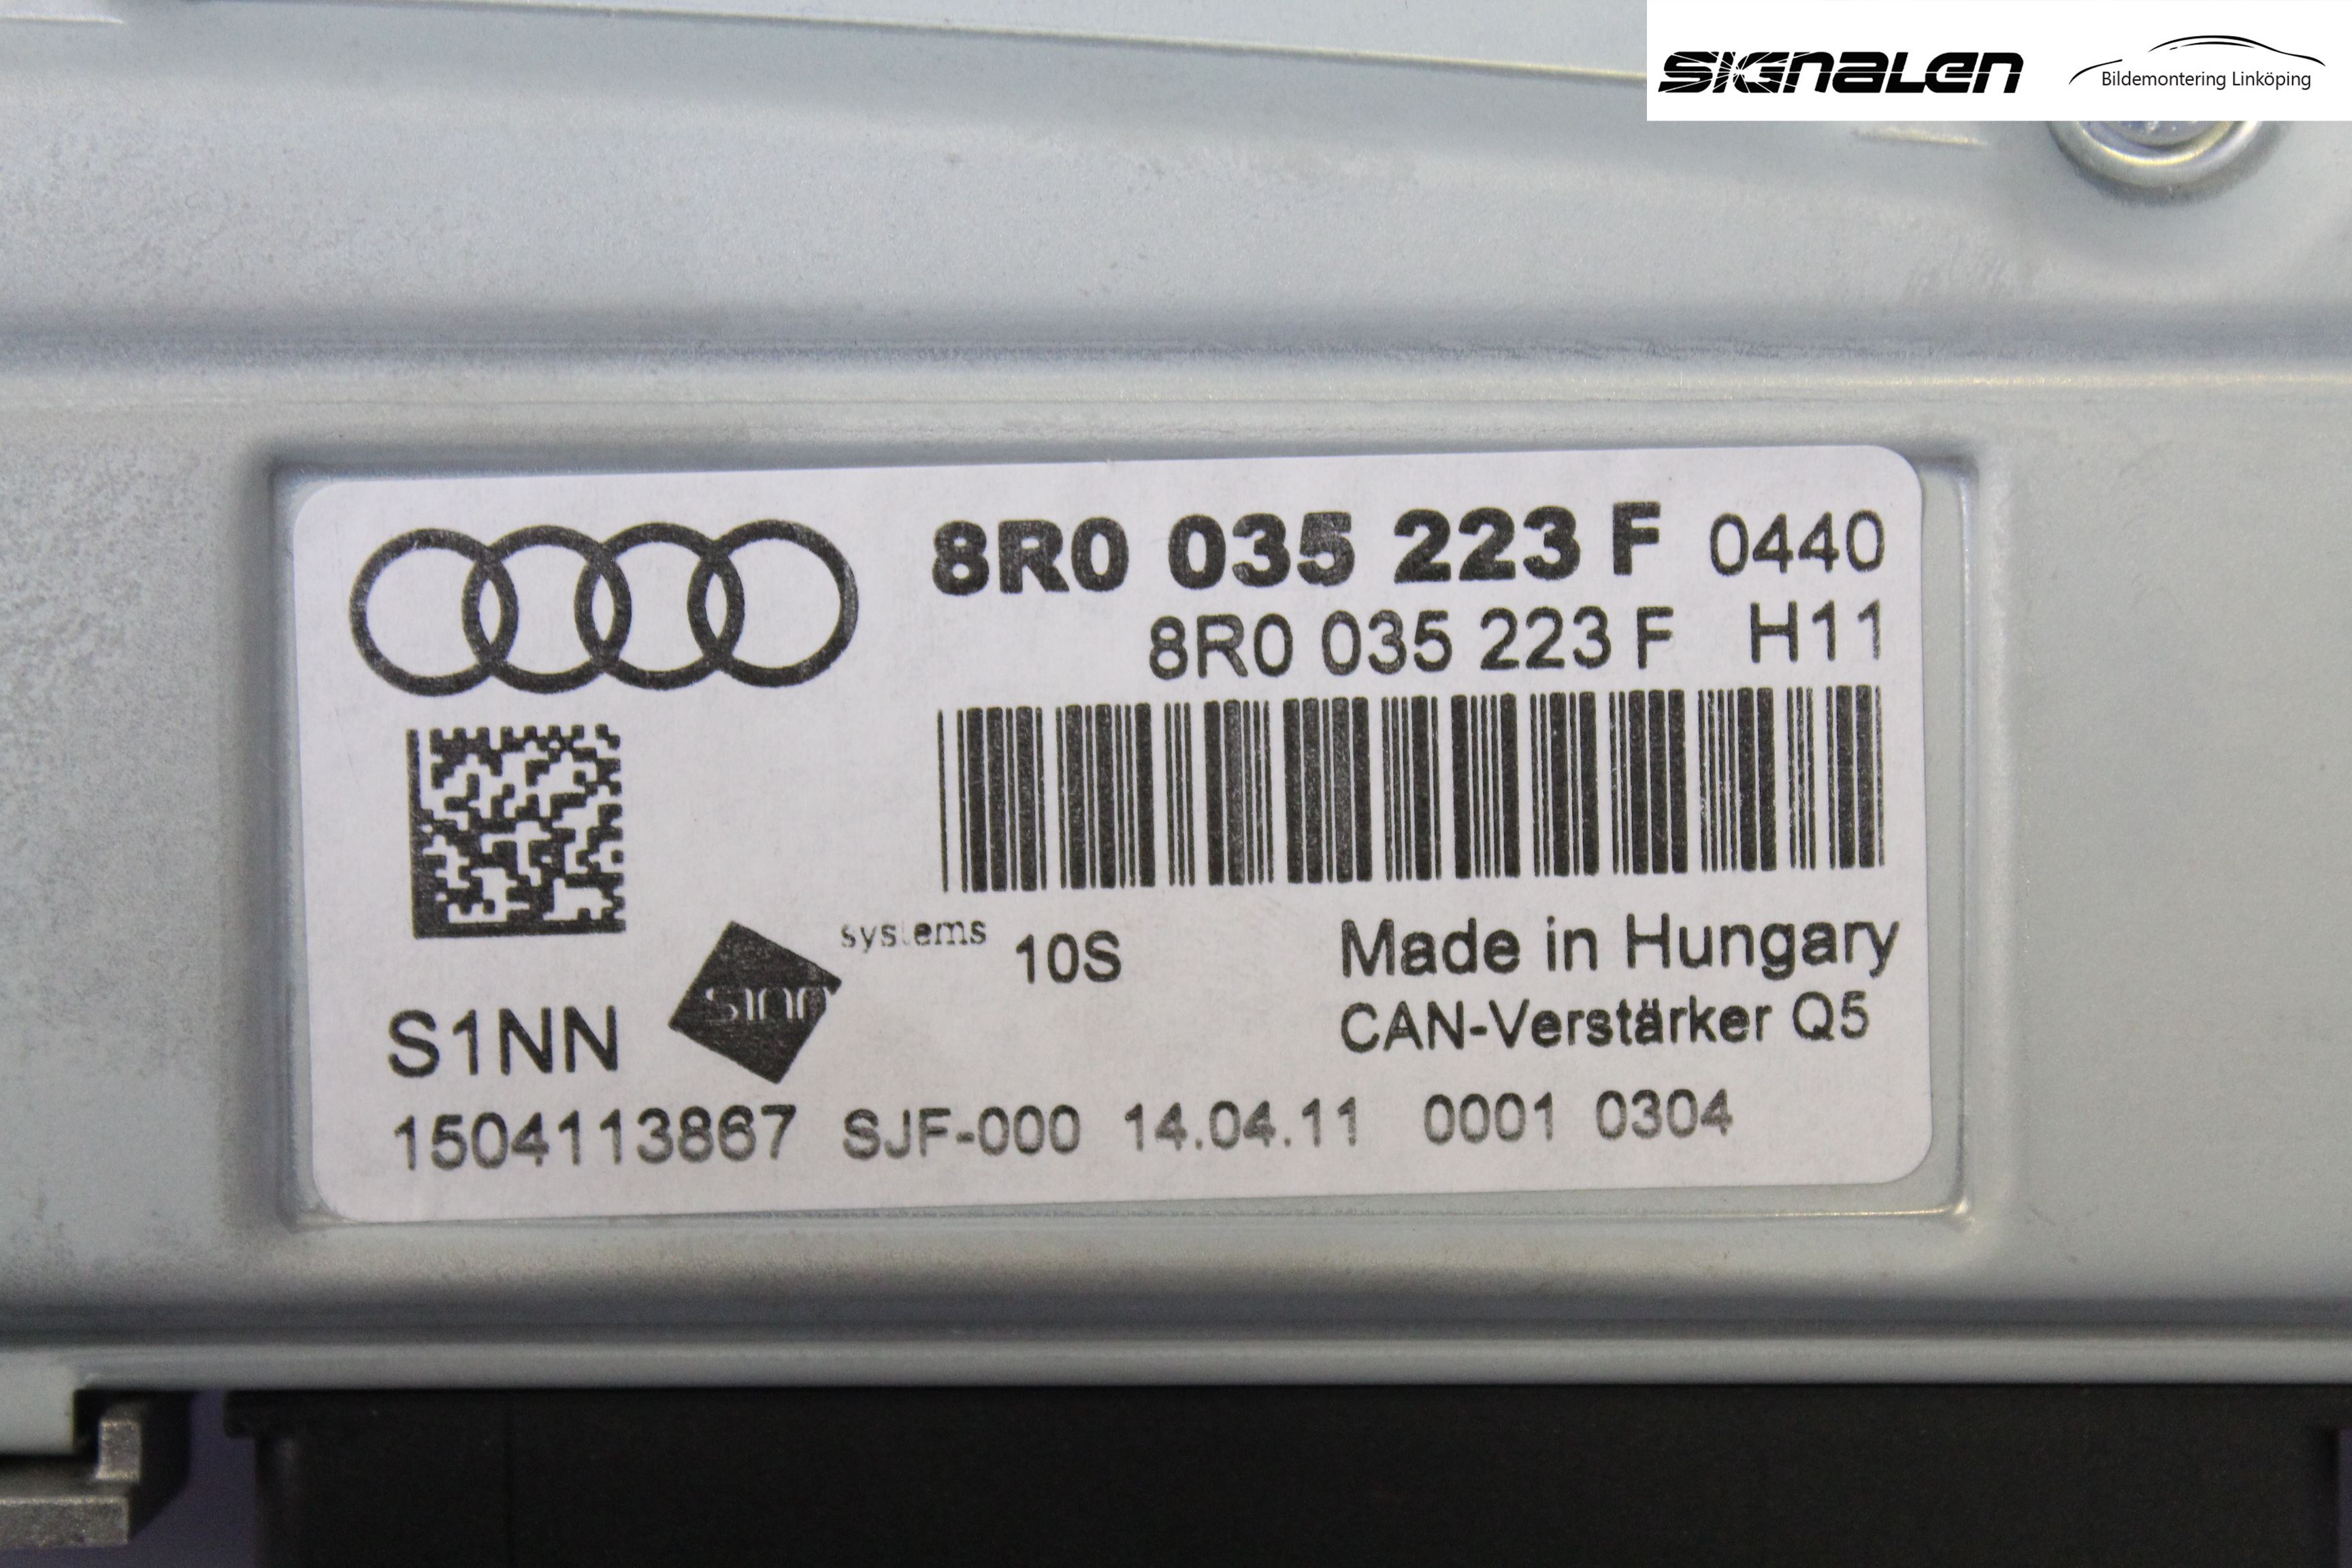 SIGNALEN
Bildemontering Linköping
8R0 035 223 F 0440
8R0 035 223 F H11
systems 10S
Made in Hungary
sinn
CAN-Verstärker Q5
S1NN
1504113867 SJF-000 14.04.11 0001 0304